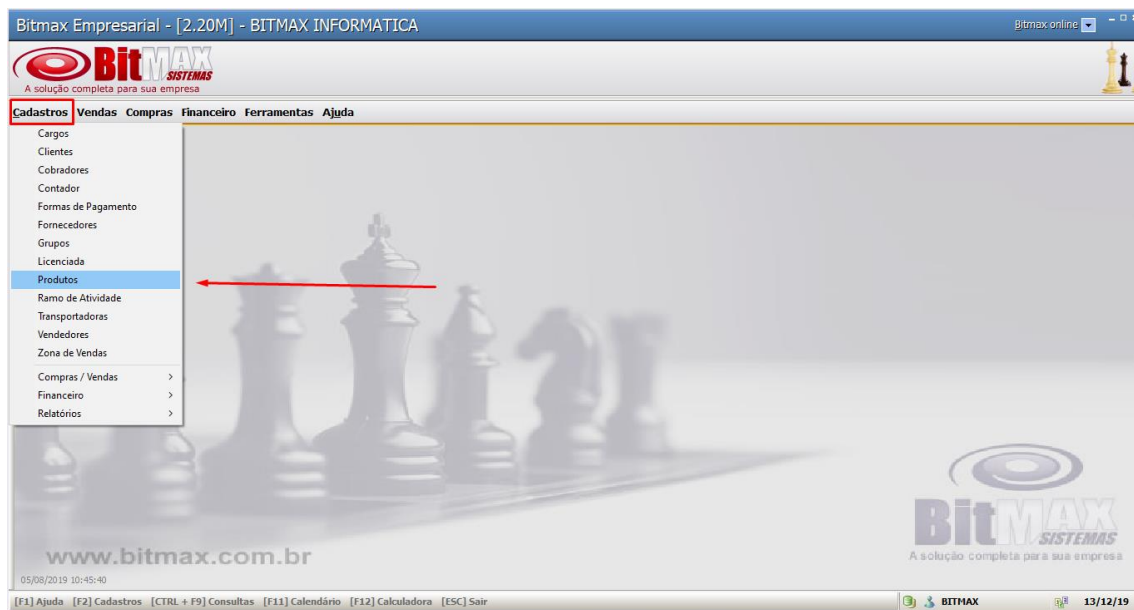 Bitmax Empresarial - [2.20M] - BITMAX INFORMATICA
Bitmax online
BitMAX
SISTEMAS
A solução completa para sua empresa
Cadastros Vendas Compras Financeiro Ferramentas Ajuda
Cargos
Clientes
Cobradores
Contador
Formas de Pagamento
Fornecedores
Grupos
Licenciada
Produtos
Ramo de Atividade
Transportadoras
Vendedores
Zona de Vendas
Compras / Vendas
Financeiro
Relatórios
BitMAX
SISTEMAS
A solução completa para sua empresa
www.bitmax.com.br
05/08/2019 10:45:40
[F1] Ajuda [F2] Cadastros [CTRL + F9] Consultas [F11] Calendário [F12] Calculadora [ESC] Sair
BITMAX
13/12/19